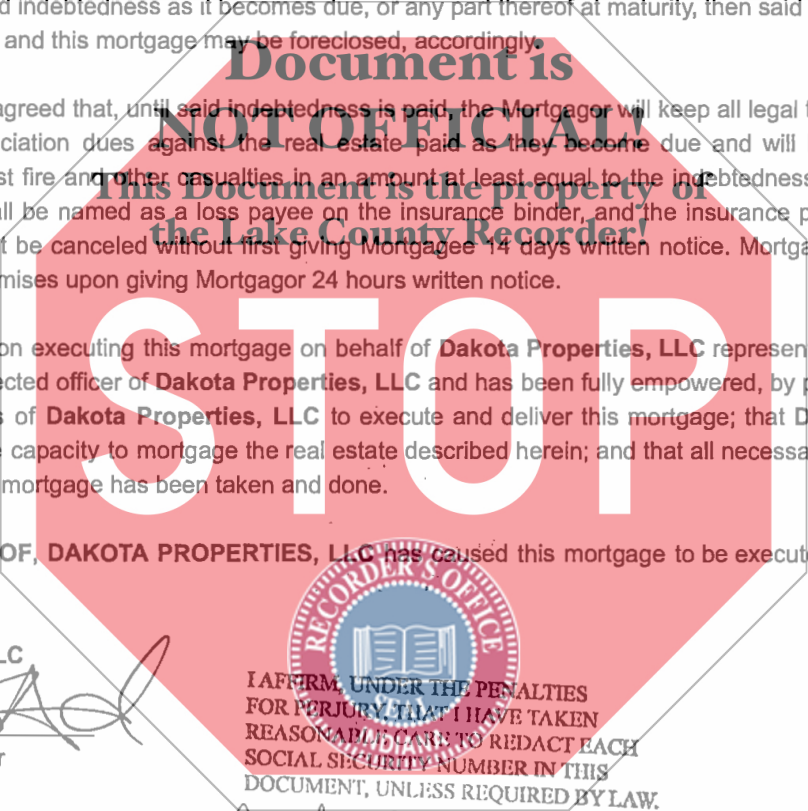 d indebtedness as it becomes due, or any part thereof at maturity, then said
and this mortgage may be foreclosed, accordingly.
Document is
agreed that, until said indebtedness is paid, the Mortgagor will keep all legal
NOT OFFICIAL!
ciation dues against the real estate paid as they become due and will
st fire and other casualties in an amount at least equal to the indebtedness
This Document is the property of
ll be named as a loss payee on the insurance binder, and the insurance p
the Lake County Recorder!
t be canceled without first giving Mortgagee 14 days written notice. Mortga
mises upon giving Mortgagor 24 hours written notice.
STOP
on executing this mortgage on behalf of Dakota Properties, LLC represen
cted officer of Dakota Properties, LLC and has been fully empowered, by p
s of Dakota Properties, LLC to execute and deliver this mortgage; that D
e capacity to mortgage the real estate described herein; and that all necessa
mortgage has been taken and done.
OF, DAKOTA PROPERTIES, LLC has caused this mortgage to be execute
RECORDER'S OFFICE
SEAL
INDIANA
LC
I AFFIRM, UNDER THE PENALTIES
FOR PERJURY, THAT I HAVE TAKEN
REASONABLE CARE TO REDACT EACH
SOCIAL SECURITY NUMBER IN THIS
DOCUMENT, UNLESS REQUIRED BY LAW.
r